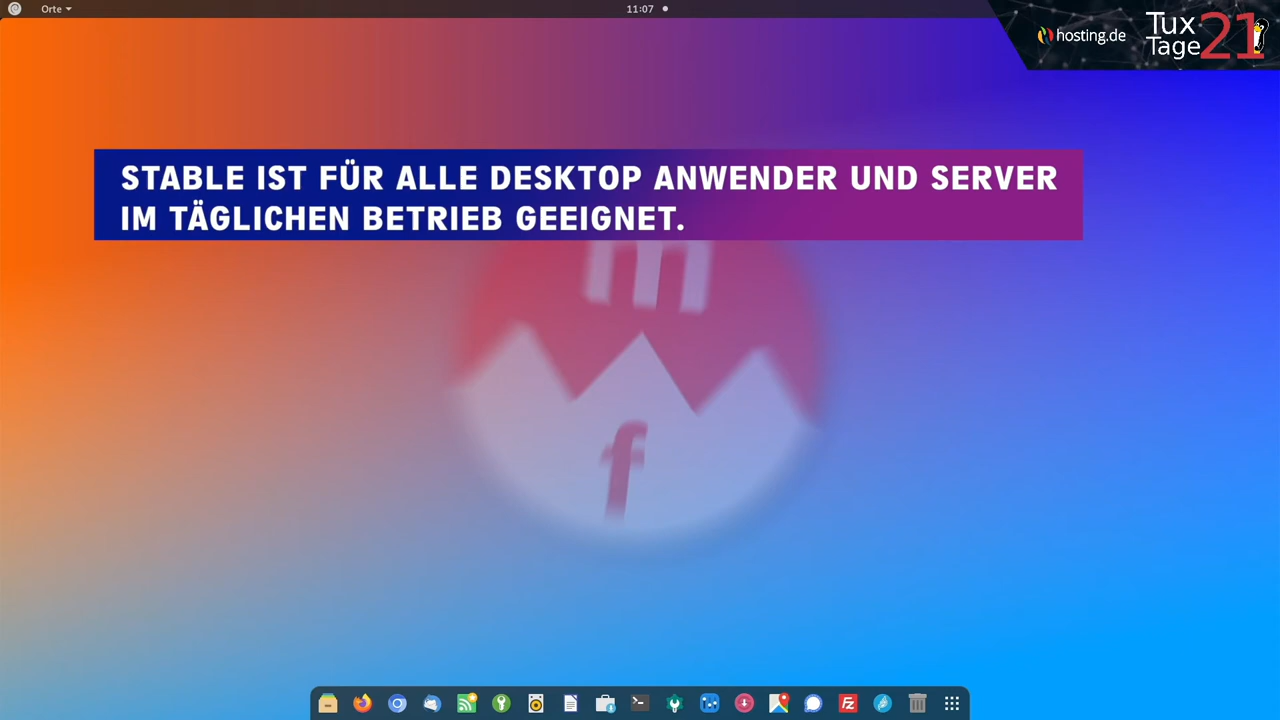 Orte
11:07
hosting.de
Tux
Tage 21
STABLE IST FÜR ALLE DESKTOP ANWENDER UND SERVER
IM TÄGLICHEN BETRIEB GEEIGNET.
m
f